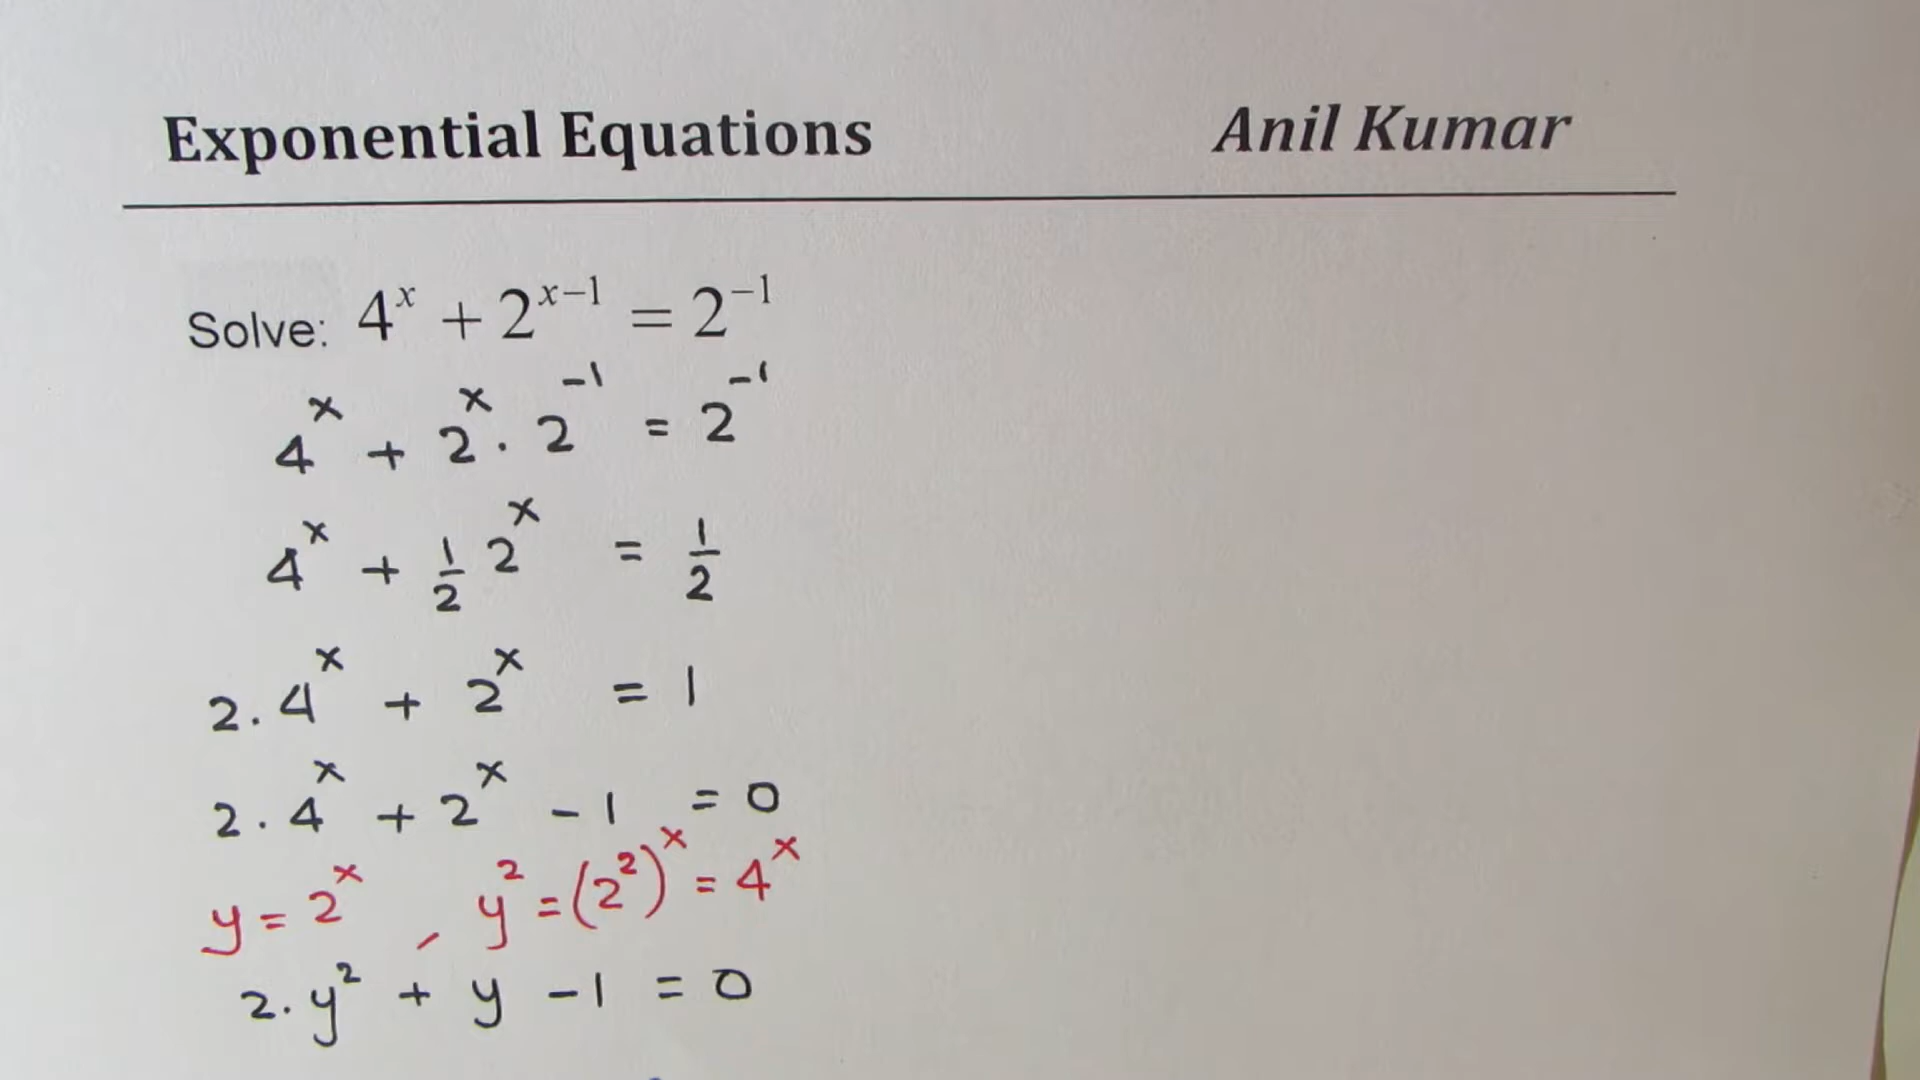 Exponential Equations Anil Kumar
Solve: 4^x + 2^{x-1} = 2^{-1}
4^x + 2^x · 2^{-1} = 2^{-1}
4^x + 1/2 2^x = 1/2
2 · 4^x + 2^x = 1
2 · 4^x + 2^x - 1 = 0
y = 2^x , y^2 = (2^2)^x = 4^x
2 · y^2 + y - 1 = 0